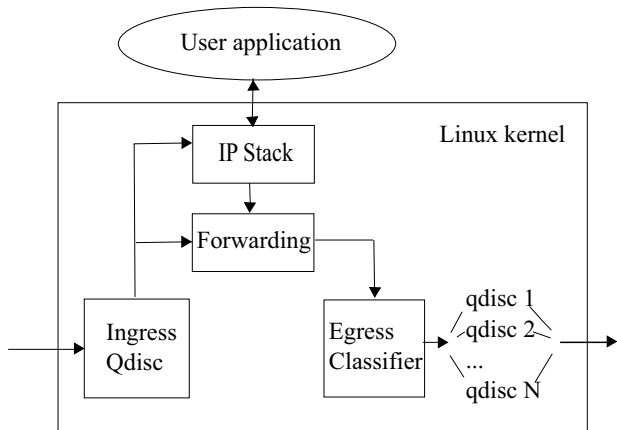 User application
Linux kernel
IP Stack
Forwarding
Ingress
Qdisc
Egress
Classifier
qdisc 1
qdisc 2
...
qdisc N